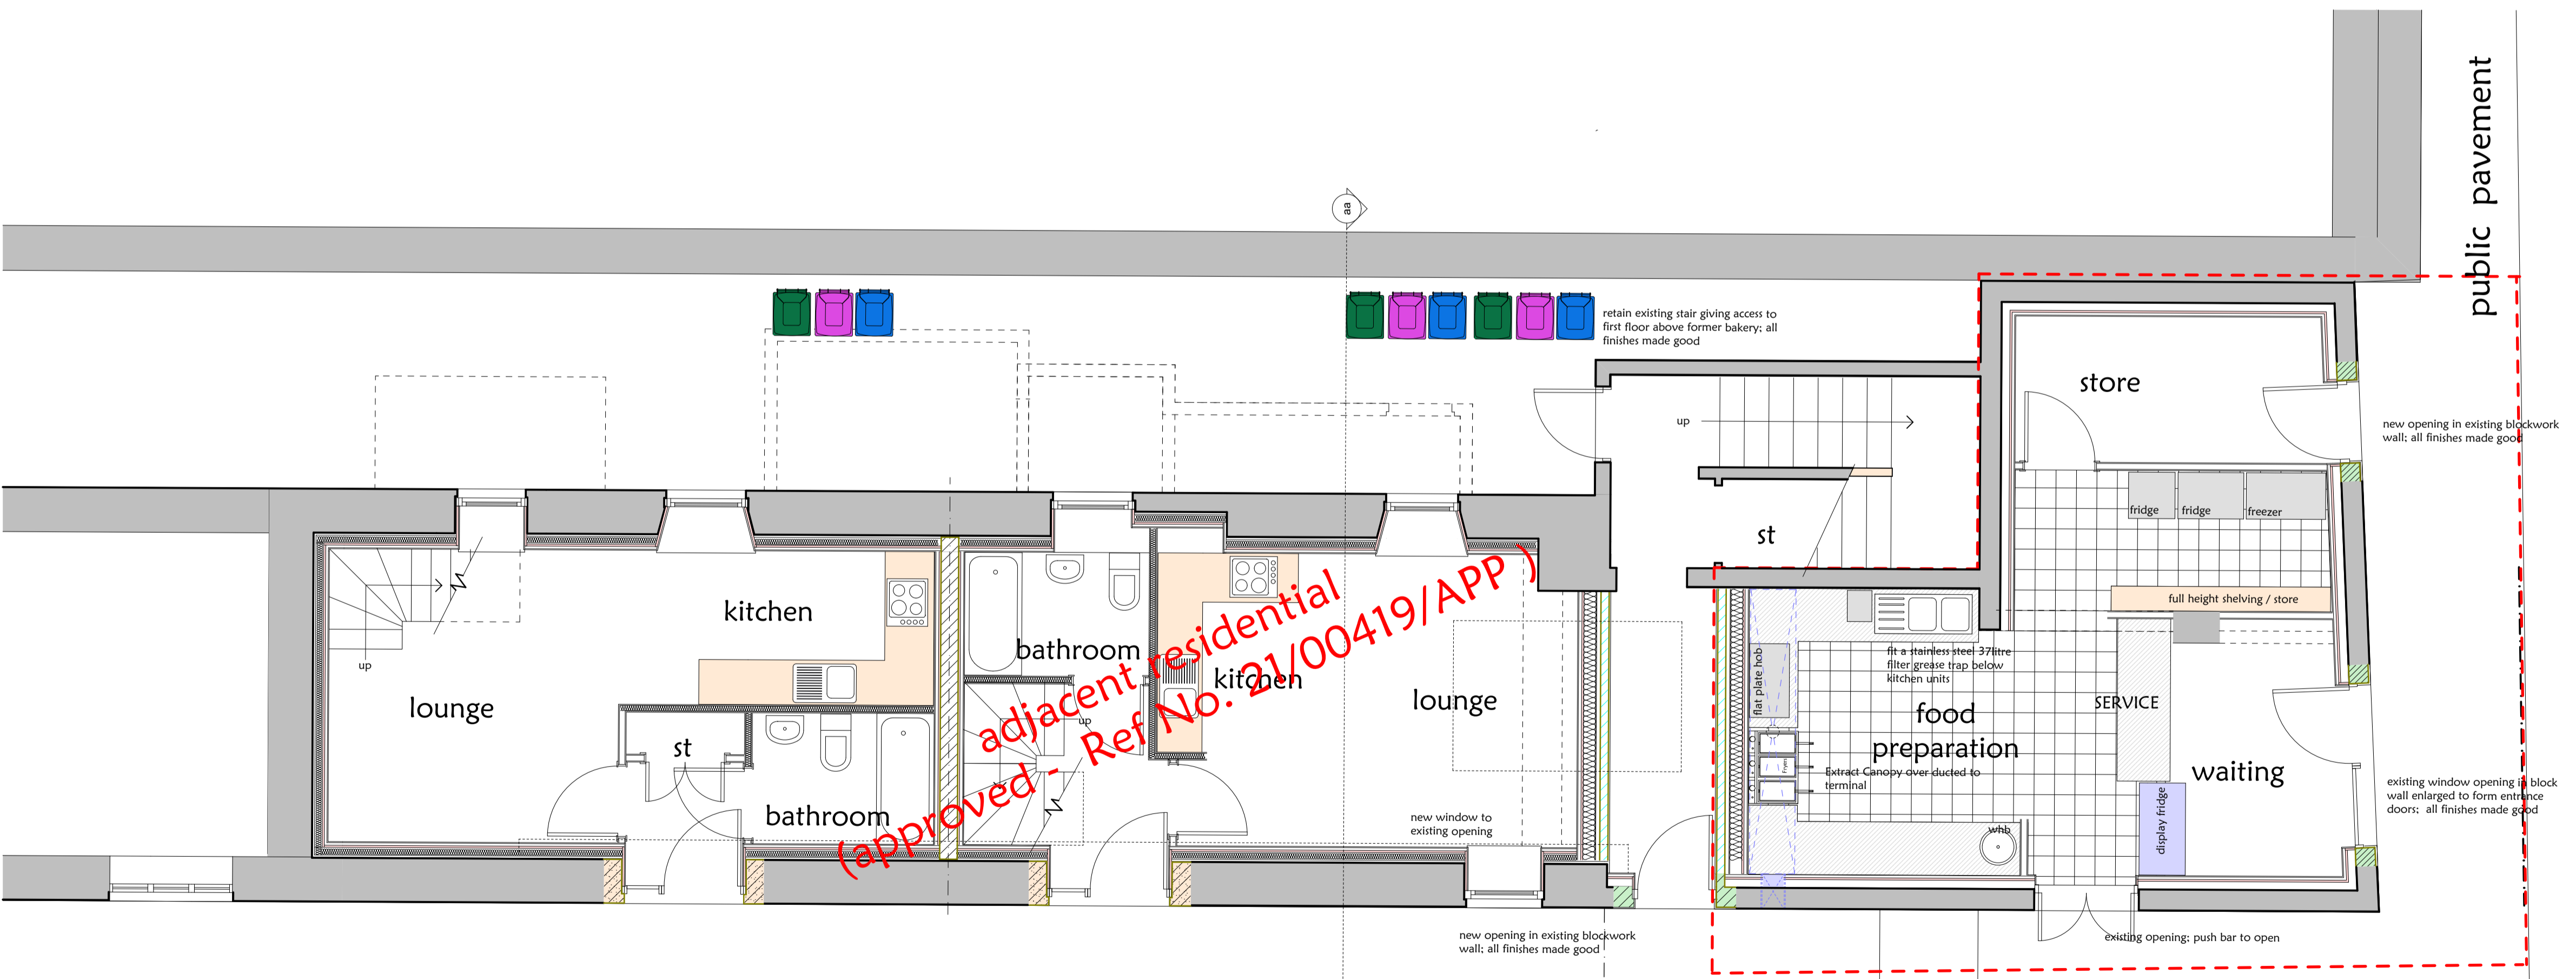 public pavement
aa
retain existing stair giving access to
first floor above former bakery; all
finishes made good
store
up
new opening in existing blockwork
wall; all finishes made good
fridge
fridge
freezer
st
full height shelving / store
kitchen
up
lounge
bathroom
kitchen
lounge
up
st
bathroom
adjacent residential
(approved - Ref No. 21/00419/APP )
new window to
existing opening
flat plate hob
fit a stainless steel 37litre
filter grease trap below
kitchen units
SERVICE
food
preparation
Fryers
Extract Canopy over ducted to
terminal
waiting
display fridge
whb
existing window opening in block
wall enlarged to form entrance
doors; all finishes made good
new opening in existing blockwork
wall; all finishes made good
existing opening; push bar to open